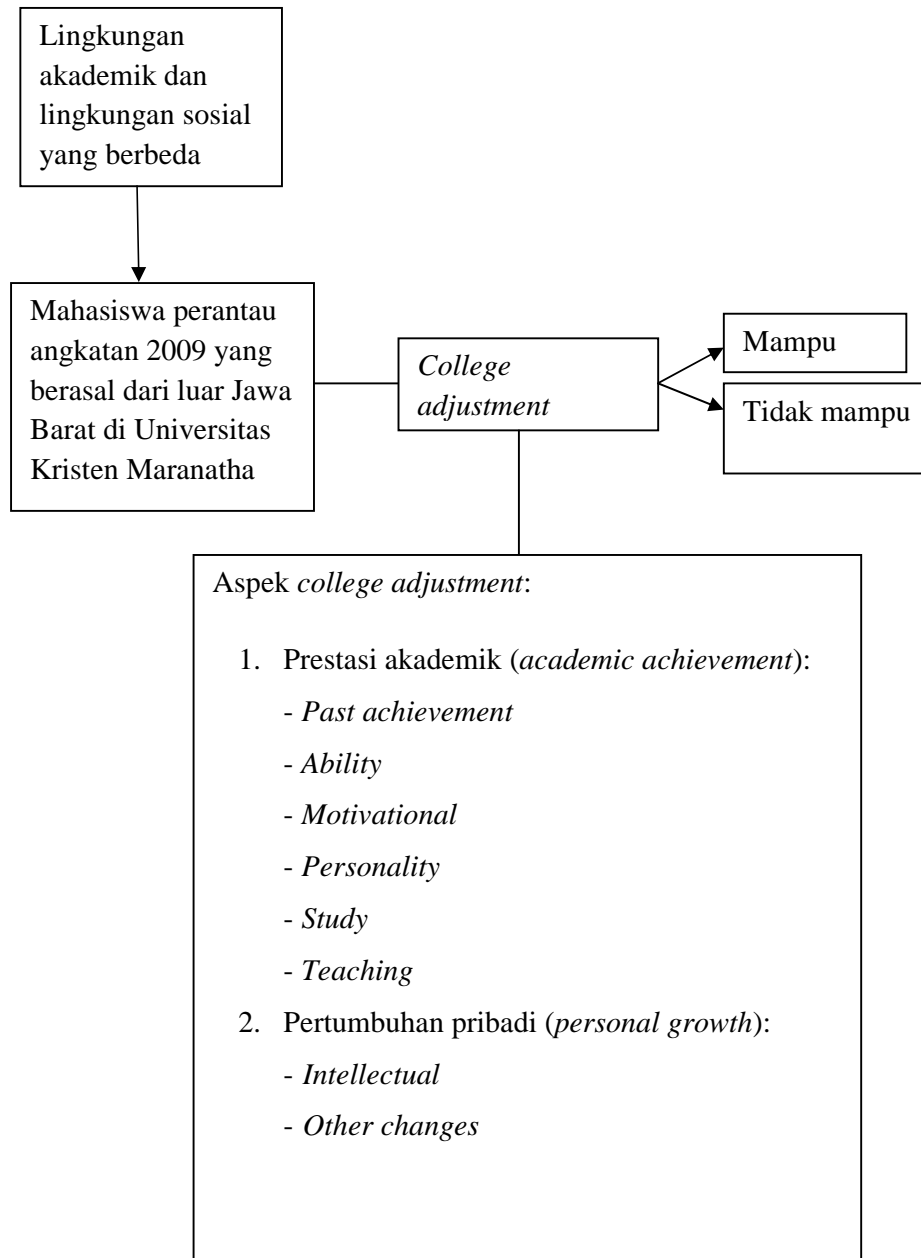 Lingkungan
akademik dan
lingkungan sosial
yang berbeda
Mahasiswa perantau
angkatan 2009 yang
berasal dari luar Jawa
Barat di Universitas
Kristen Maranatha
College
adjustment
Mampu
Tidak mampu
Aspek college adjustment:
1. Prestasi akademik (academic achievement):
- Past achievement
- Ability
- Motivational
- Personality
- Study
- Teaching
2. Pertumbuhan pribadi (personal growth):
- Intellectual
- Other changes